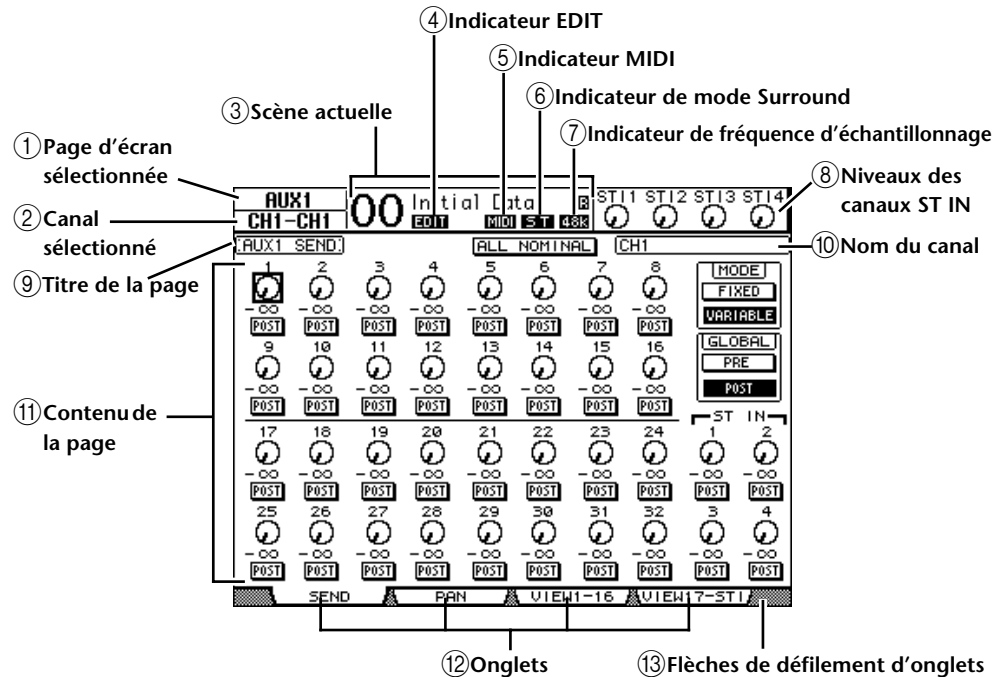 ④Indicateur EDIT
⑤Indicateur MIDI
⑥Indicateur de mode Surround
③Scène actuelle
⑦Indicateur de fréquence d'échantillonnage
①Page d'écran
sélectionnée
⑧Niveaux des
canaux ST IN
②Canal
sélectionné
AUX1
CH1-CH1
00 Initial Data
EDIT MIDI ST 48K
STI1 STI2 STI3 STI4
⑨Titre de la page
AUX1 SEND ALL NOMINAL CH1
⑩Nom du canal
1 2 3 4 5 6 7 8
-∞ -∞ -∞ -∞ -∞ -∞ -∞ -∞
POST POST POST POST POST POST POST POST
MODE
FIXED
VARIABLE
9 10 11 12 13 14 15 16
-∞ -∞ -∞ -∞ -∞ -∞ -∞ -∞
POST POST POST POST POST POST POST POST
GLOBAL
PRE
POST
⑪Contenu de
la page
ST IN
17 18 19 20 21 22 23 24 1 2
-∞ -∞ -∞ -∞ -∞ -∞ -∞ -∞ -∞ -∞
POST POST POST POST POST POST POST POST POST POST
25 26 27 28 29 30 31 32 3 4
-∞ -∞ -∞ -∞ -∞ -∞ -∞ -∞ -∞ -∞
POST POST POST POST POST POST POST POST POST POST
SEND PAN VIEW1-16 VIEW17-STI
⑫Onglets
⑬Flèches de défilement d'onglets